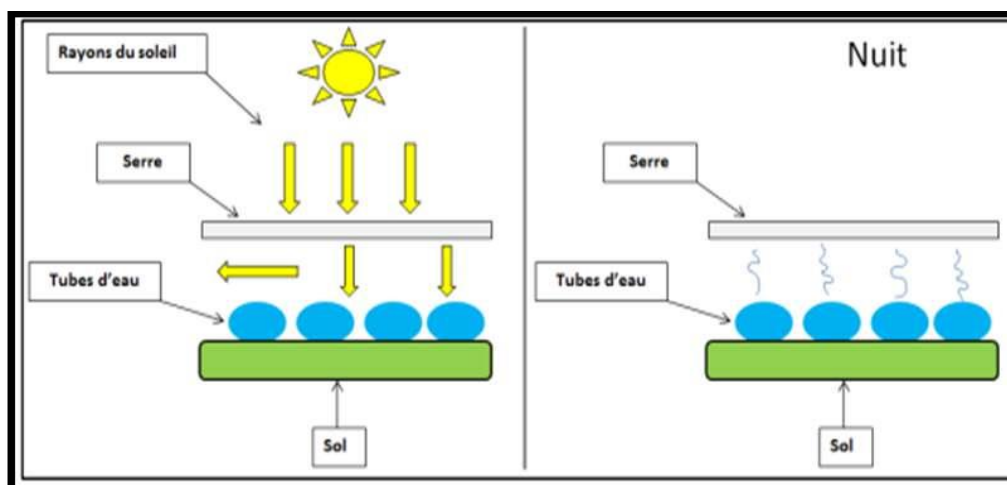 Rayons du soleil
Serre
Tubes d'eau
Sol
Nuit
Serre
Tubes d'eau
Sol